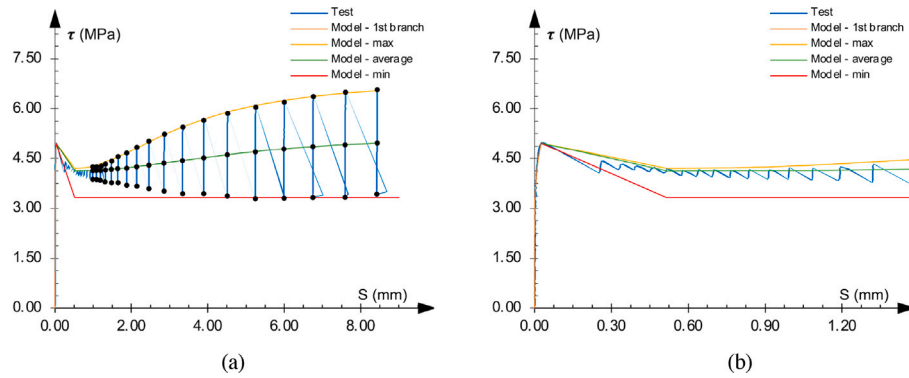 τ (MPa)
Test
Model - 1st branch
Model - max
Model - average
Model - min
7.50
6.00
4.50
3.00
1.50
0.00
S (mm)
0.00 2.00 4.00 6.00 8.00
(a)
τ (MPa)
Test
Model - 1st branch
Model - max
Model - average
Model - min
7.50
6.00
4.50
3.00
1.50
0.00
S (mm)
0.00 0.30 0.60 0.90 1.20
(b)